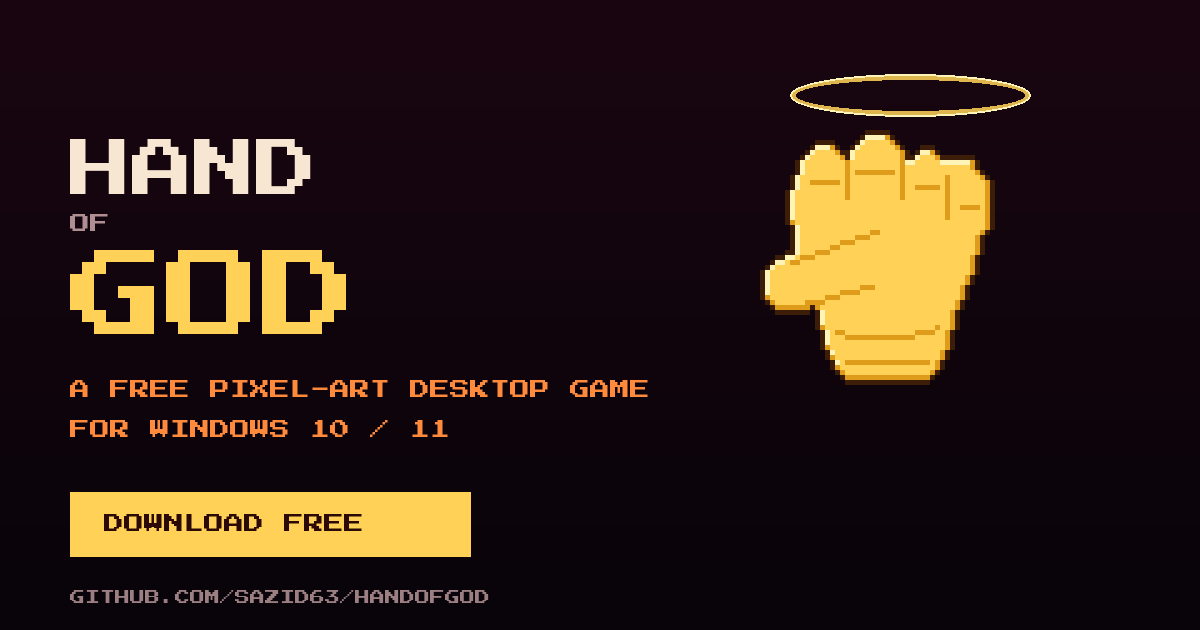 HAND
OF
GOD
A FREE PIXEL-ART DESKTOP GAME
FOR WINDOWS 10 / 11
DOWNLOAD FREE
GITHUB.COM/SAZID63/HANDOFGOD